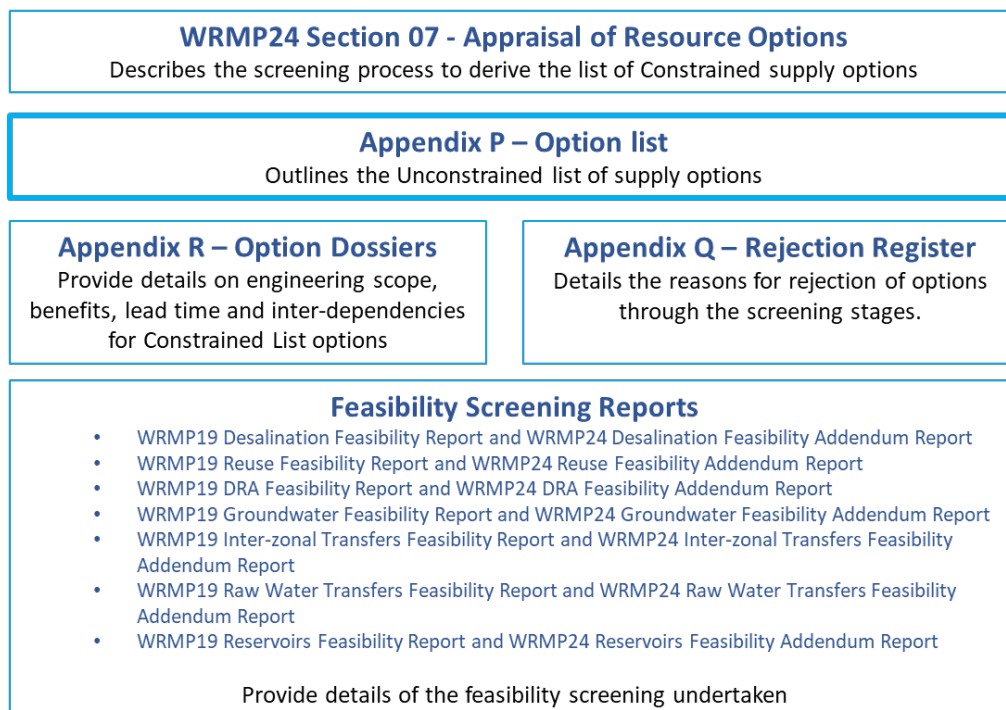 WRMP24 Section 07 - Appraisal of Resource Options
Describes the screening process to derive the list of Constrained supply options
Appendix P – Option list
Outlines the Unconstrained list of supply options
Appendix R – Option Dossiers
Provide details on engineering scope,
benefits, lead time and inter-dependencies
for Constrained List options
Appendix Q – Rejection Register
Details the reasons for rejection of options
through the screening stages.
Feasibility Screening Reports
• WRMP19 Desalination Feasibility Report and WRMP24 Desalination Feasibility Addendum Report
• WRMP19 Reuse Feasibility Report and WRMP24 Reuse Feasibility Addendum Report
• WRMP19 DRA Feasibility Report and WRMP24 DRA Feasibility Addendum Report
• WRMP19 Groundwater Feasibility Report and WRMP24 Groundwater Feasibility Addendum Report
• WRMP19 Inter-zonal Transfers Feasibility Report and WRMP24 Inter-zonal Transfers Feasibility
Addendum Report
• WRMP19 Raw Water Transfers Feasibility Report and WRMP24 Raw Water Transfers Feasibility
Addendum Report
• WRMP19 Reservoirs Feasibility Report and WRMP24 Reservoirs Feasibility Addendum Report
Provide details of the feasibility screening undertaken